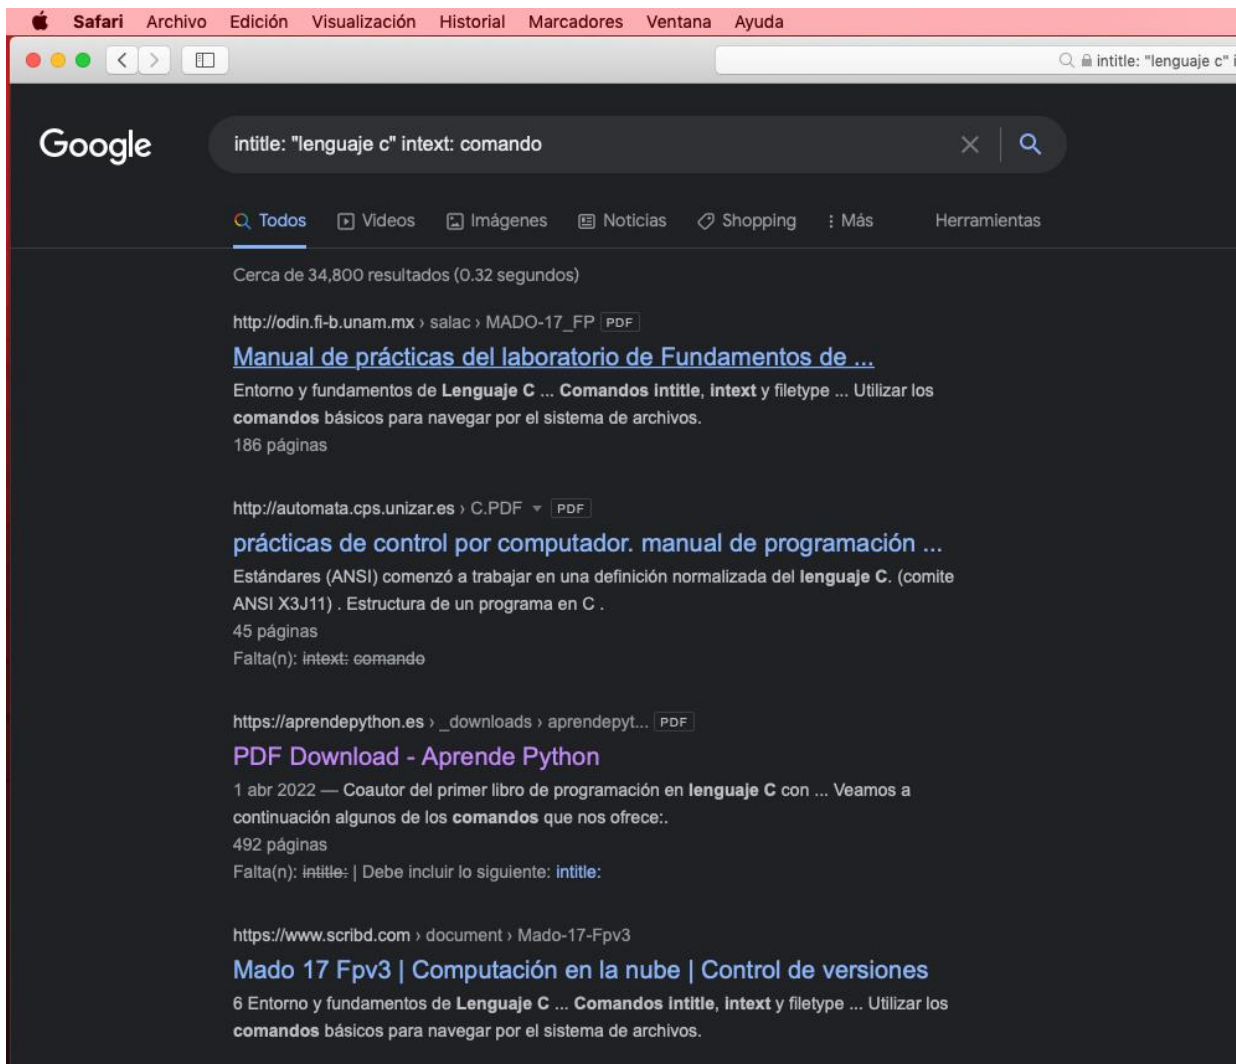 Safari Archivo Edición Visualización Historial Marcadores Ventana Ayuda
intitle: "lenguaje c" i
Google
intitle: "lenguaje c" intext: comando
Todos Videos Imágenes Noticias Shopping Más Herramientas
Cerca de 34,800 resultados (0.32 segundos)
http://odin.fi-b.unam.mx › salac › MADO-17_FP PDF
Manual de prácticas del laboratorio de Fundamentos de ...
Entorno y fundamentos de Lenguaje C ... Comandos intitle, intext y filetype ... Utilizar los
comandos básicos para navegar por el sistema de archivos.
186 páginas
http://automata.cps.unizar.es › C.PDF PDF
prácticas de control por computador. manual de programación ...
Estándares (ANSI) comenzó a trabajar en una definición normalizada del lenguaje C. (comite
ANSI X3J11) . Estructura de un programa en C .
45 páginas
Falta(n): intext: comando
https://aprendepython.es › _downloads › aprendepyt... PDF
PDF Download - Aprende Python
1 abr 2022 — Coautor del primer libro de programación en lenguaje C con ... Veamos a
continuación algunos de los comandos que nos ofrece:.
492 páginas
Falta(n): intitle: | Debe incluir lo siguiente: intitle:
https://www.scribd.com › document › Mado-17-Fpv3
Mado 17 Fpv3 | Computación en la nube | Control de versiones
6 Entorno y fundamentos de Lenguaje C ... Comandos intitle, intext y filetype ... Utilizar los
comandos básicos para navegar por el sistema de archivos.